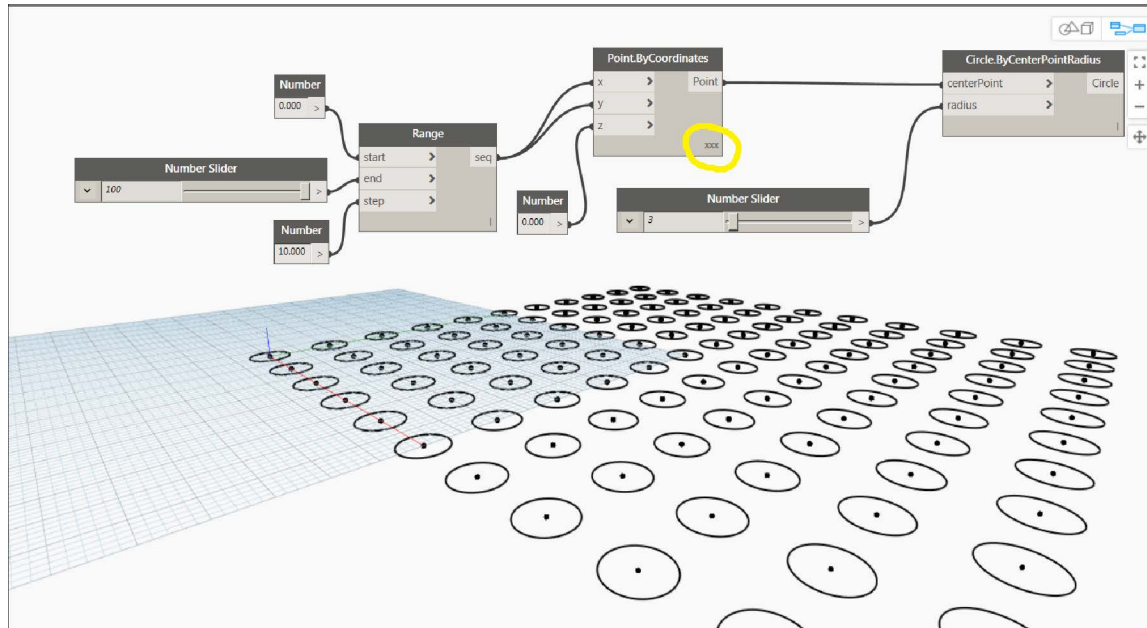 Point.ByCoordinates
x > Point
y >
z >
xxx
Circle.ByCenterPointRadius
centerPoint > Circle
radius >
|
Number
0.000 >
Range
start > seq
end >
step >
|
Number Slider
100 >
Number
10.000 >
Number
0.000 >
Number Slider
3 >